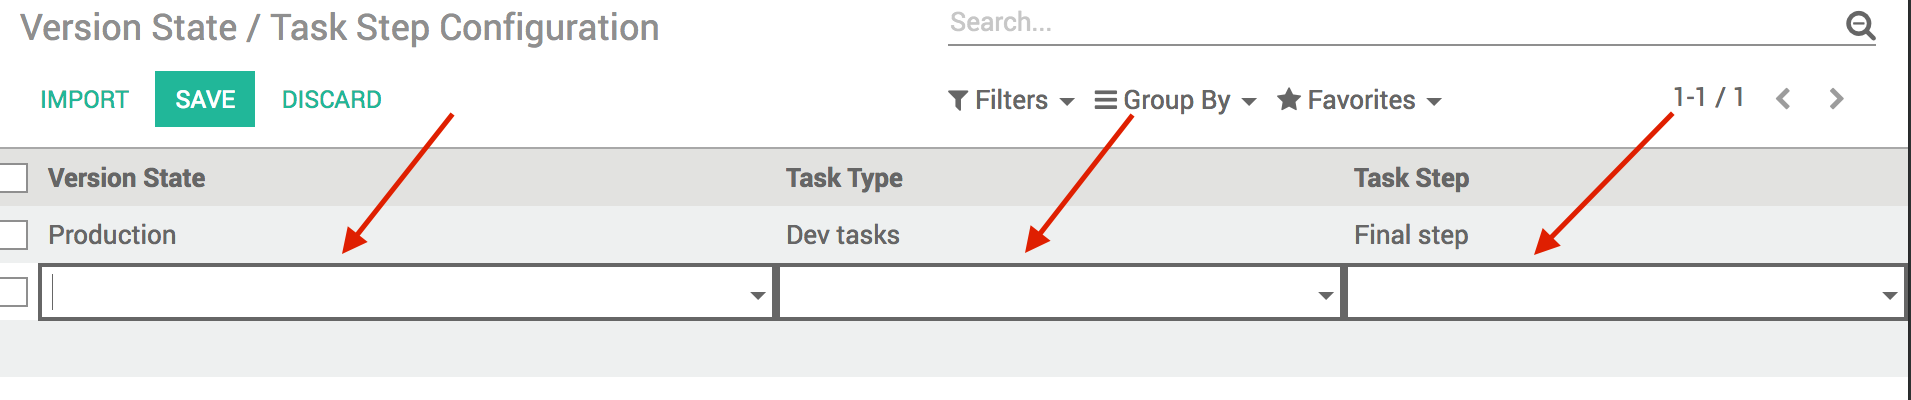 Version State / Task Step Configuration
Search...
IMPORT SAVE DISCARD
Filters Group By Favorites 1-1 / 1
Version State Task Type Task Step
Production Dev tasks Final step